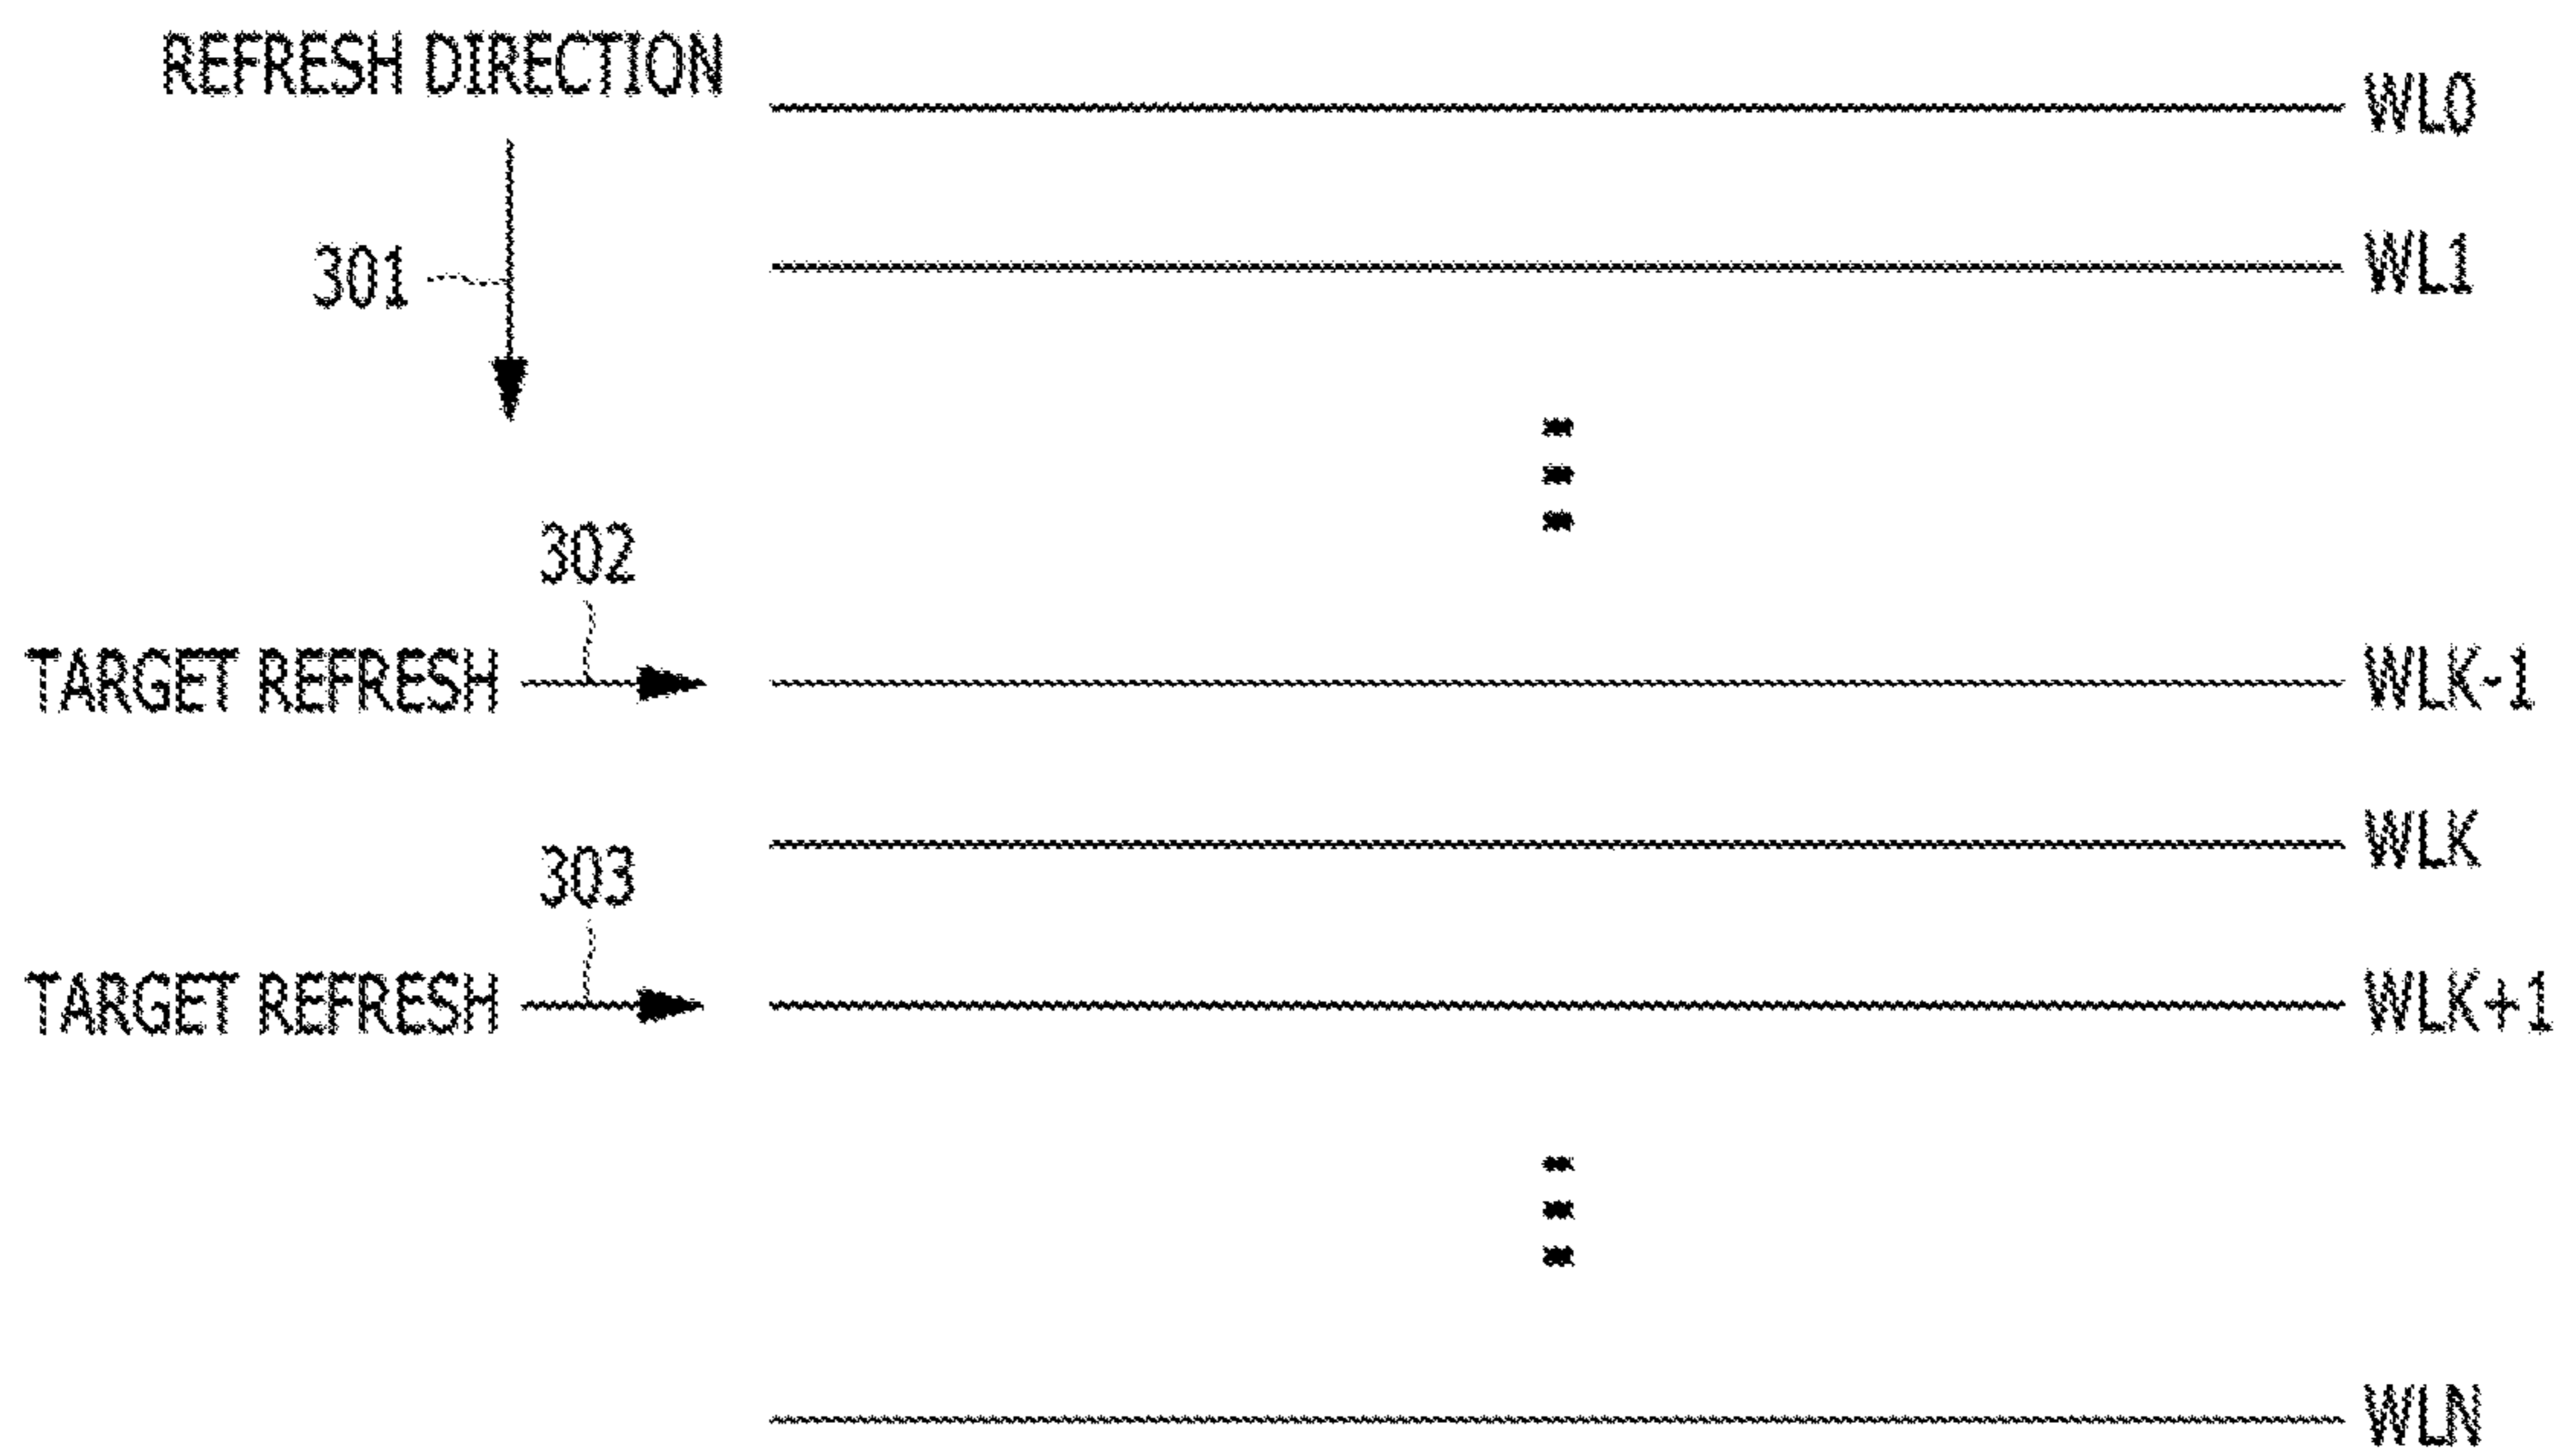 REFRESH DIRECTION
WL0
301
WL1
302
TARGET REFRESH
WLK-1
WLK
303
TARGET REFRESH
WLK+1
WLN